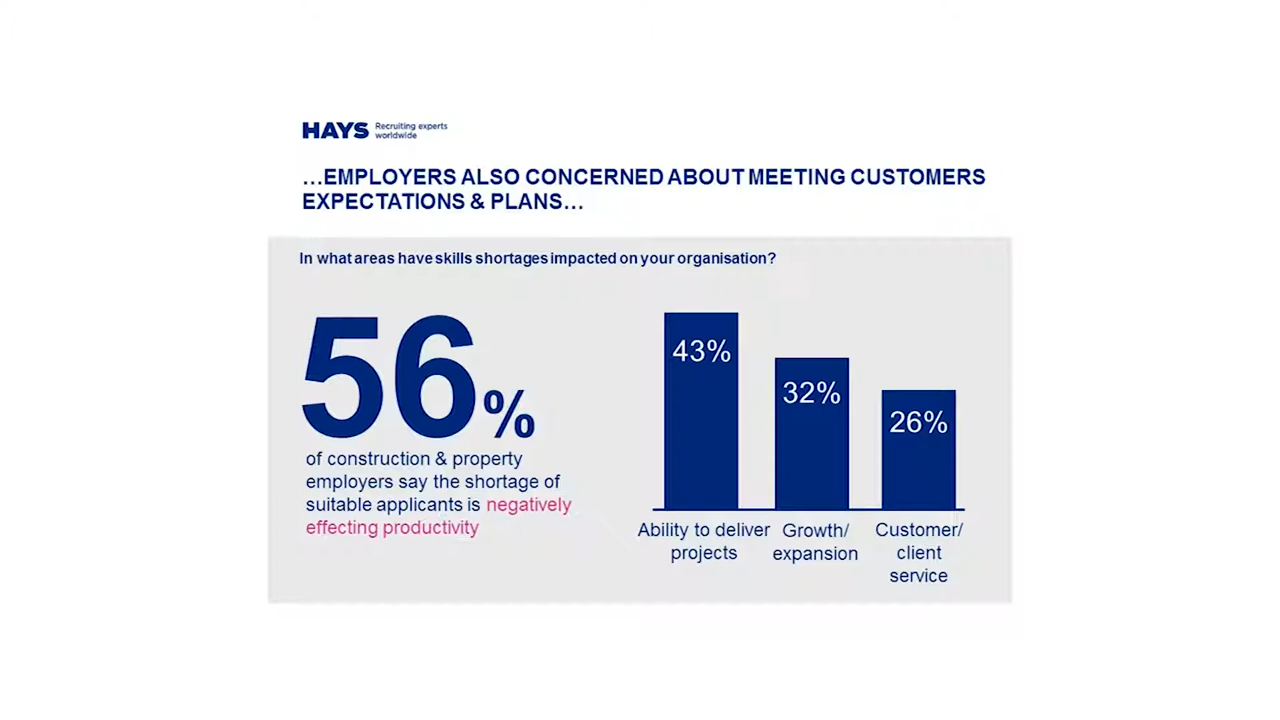 HAYS Recruiting experts
worldwide
…EMPLOYERS ALSO CONCERNED ABOUT MEETING CUSTOMERS
EXPECTATIONS & PLANS…
In what areas have skills shortages impacted on your organisation?
56%
of construction & property
employers say the shortage of
suitable applicants is negatively
effecting productivity
43%
32%
26%
Ability to deliver
projects
Growth/
expansion
Customer/
client
service